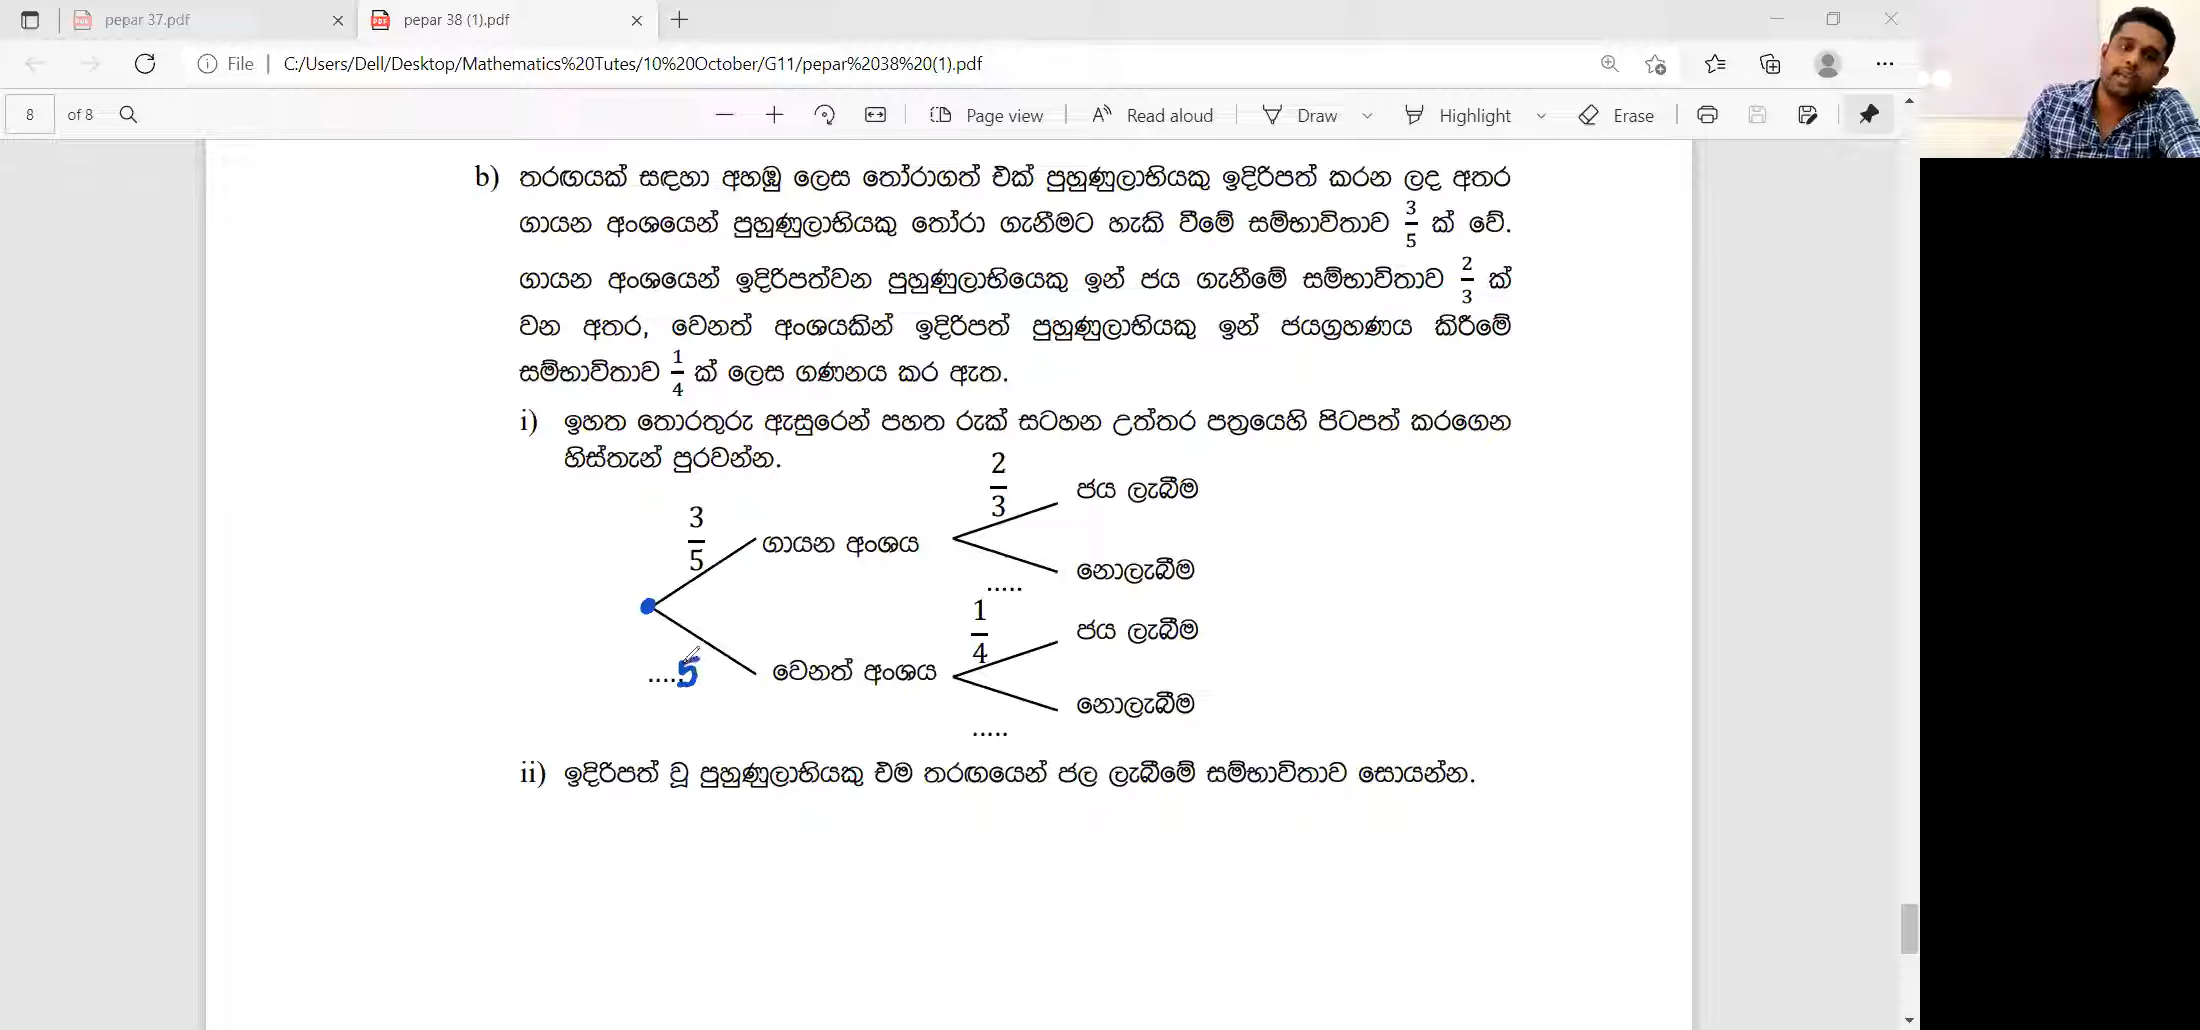 pepar 37.pdf
pepar 38 (1).pdf
File
C:/Users/Dell/Desktop/Mathematics%20Tutes/10%20October/G11/pepar%2038%20(1).pdf
8 of 8
Page view
Read aloud
Draw
Highlight
Erase
b) තරඟයක් සඳහා අහඹු ලෙස තෝරාගත් එක් පුහුණුලාභියකු ඉදිරිපත් කරන ලද අතර
ගායන අංශයෙන් පුහුණුලාභියකු තෝරා ගැනීමට හැකි වීමේ සම්භාවිතාව 3/5 ක් වේ.
ගායන අංශයෙන් ඉදිරිපත්වන පුහුණුලාභියෙකු ඉන් ජය ගැනීමේ සම්භාවිතාව 2/3 ක්
වන අතර, වෙනත් අංශයකින් ඉදිරිපත් පුහුණුලාභියකු ඉන් ජයග්‍රහණය කිරීමේ
සම්භාවිතාව 1/4 ක් ලෙස ගණනය කර ඇත.
i) ඉහත තොරතුරු ඇසුරෙන් පහත රුක් සටහන උත්තර පත්‍රයෙහි පිටපත් කරගෙන
හිස්තැන් පුරවන්න.
2/3
ජය ලැබීම
3/5
ගායන අංශය
නොලැබීම
.....
1/4
ජය ලැබීම
.....5
වෙනත් අංශය
නොලැබීම
.....
ii) ඉදිරිපත් වූ පුහුණුලාභියකු එම තරඟයෙන් ජල ලැබීමේ සම්භාවිතාව සොයන්න.